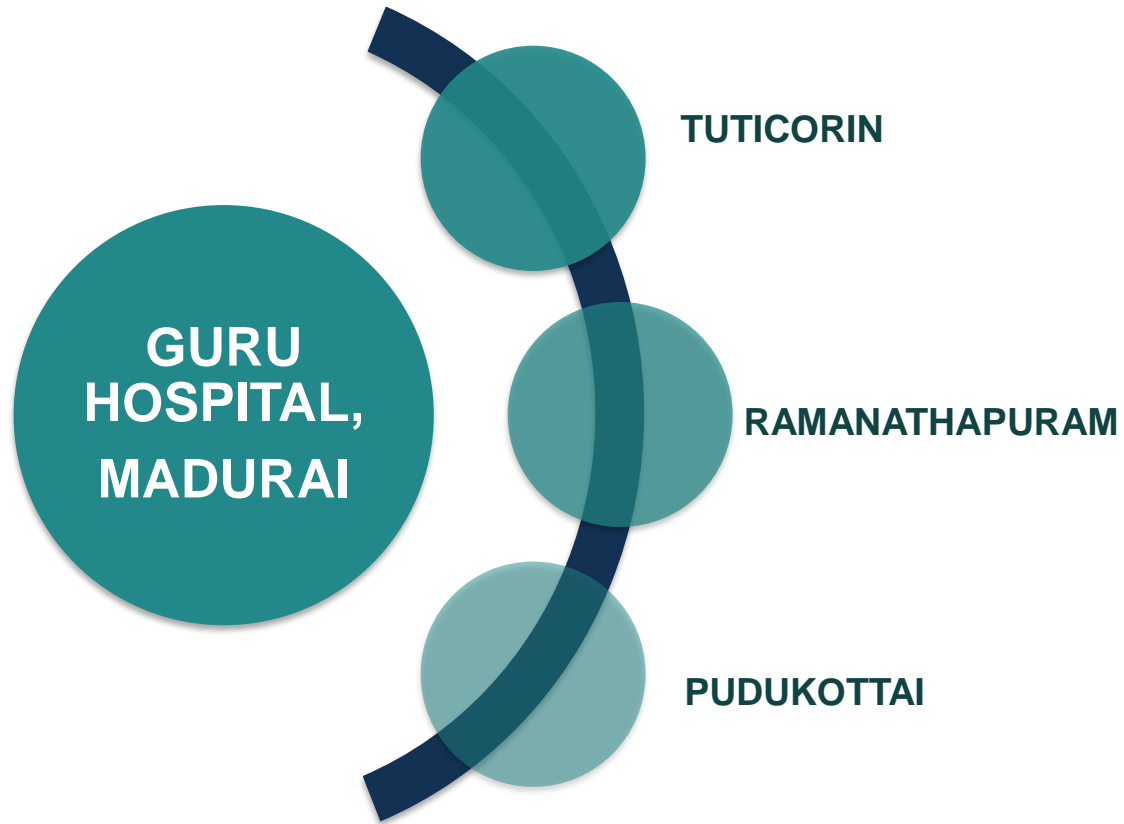 GURU
HOSPITAL,
MADURAI
TUTICORIN
RAMANATHAPURAM
PUDUKOTTAI